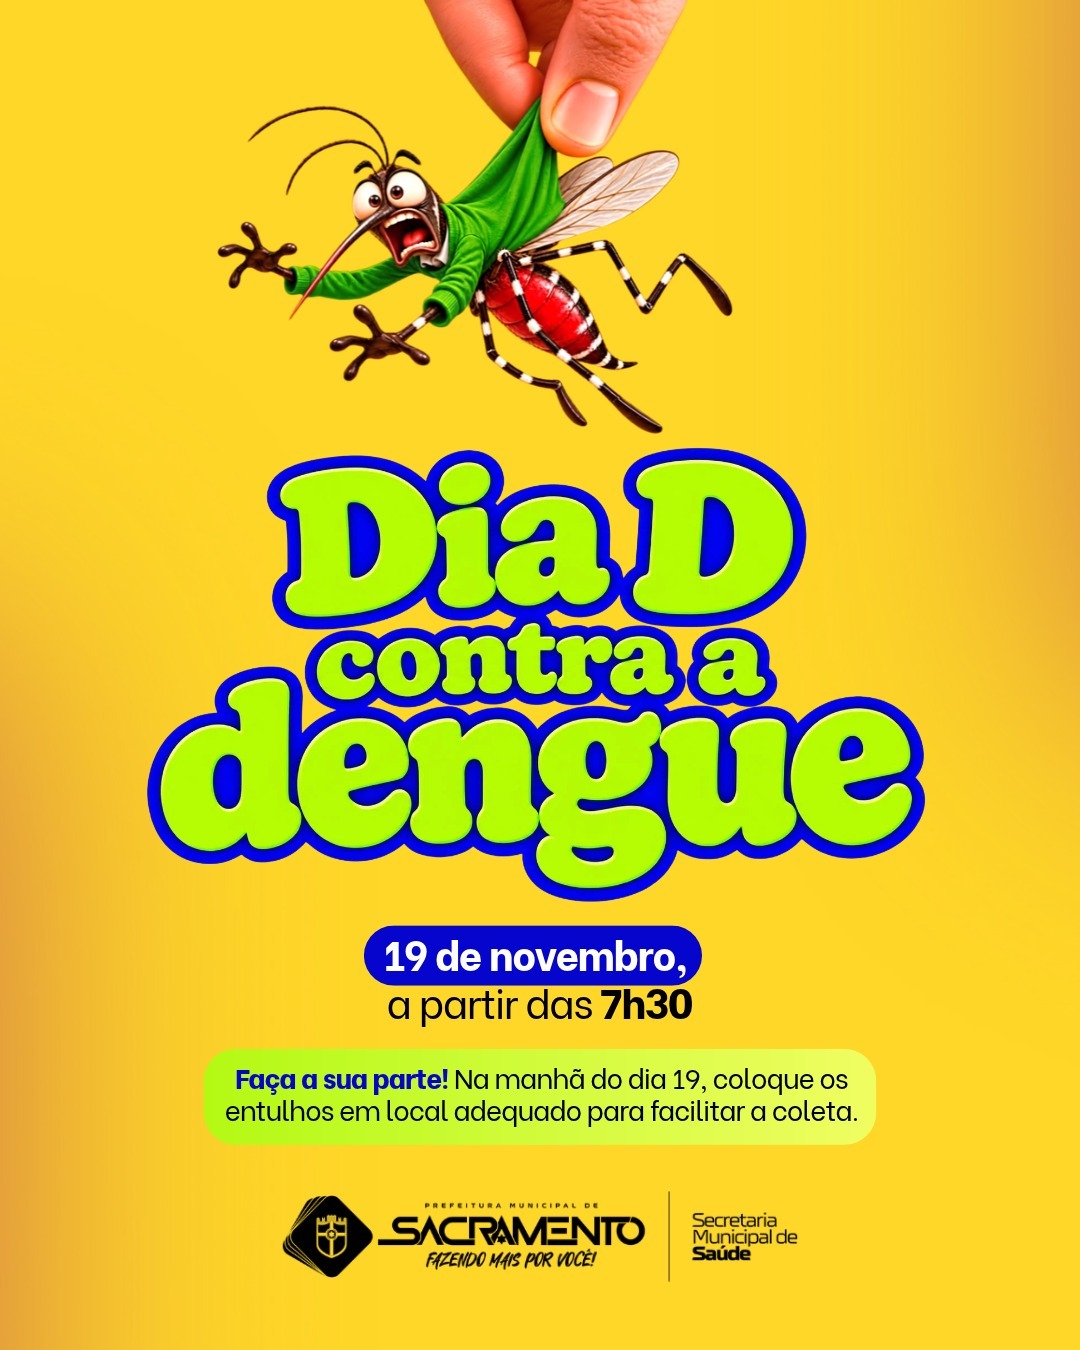 Dia D
contra a
dengue
19 de novembro,
a partir das 7h30
Faça a sua parte! Na manhã do dia 19, coloque os
entulhos em local adequado para facilitar a coleta.
PREFEITURA MUNICIPAL DE
SACRAMENTO
FAZENDO MAIS POR VOCÊ!
Secretaria
Municipal de
Saúde